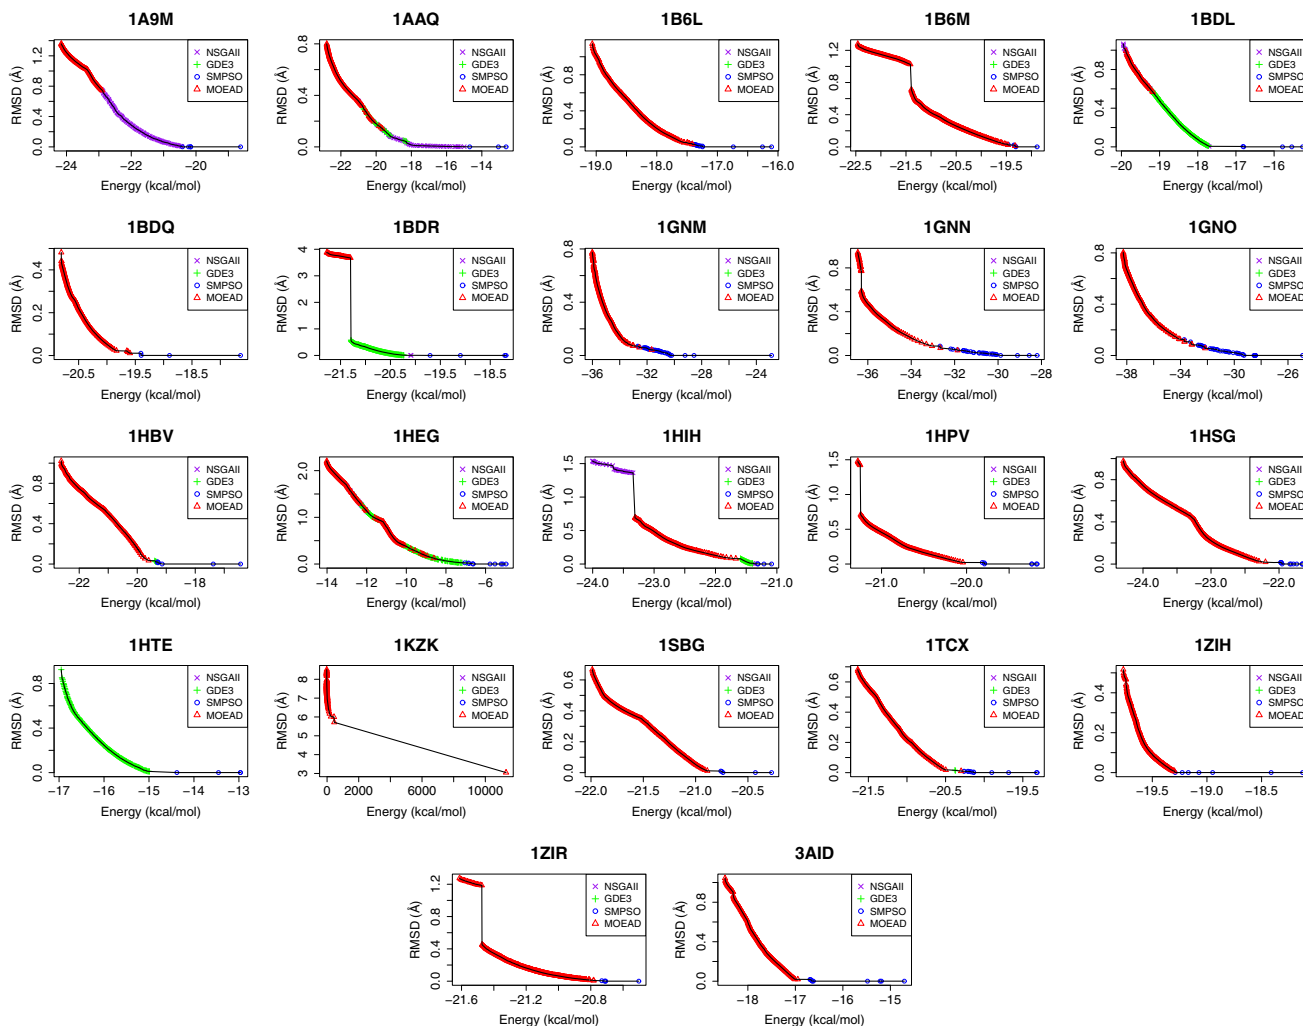 1A9M
RMSD (Å)
0.0 0.4 0.8 1.2
−24 −23 −22 −21 −20 −19
Energy (kcal/mol)
NSGAII
GDE3
SMPSO
MOEAD
1AAQ
RMSD (Å)
0.0 0.4 0.8
−22 −20 −18 −16 −14
Energy (kcal/mol)
NSGAII
GDE3
SMPSO
MOEAD
1B6L
RMSD (Å)
0.0 0.4 0.8
−19.0 −18.0 −17.0 −16.0
Energy (kcal/mol)
NSGAII
GDE3
SMPSO
MOEAD
1B6M
RMSD (Å)
0.0 0.4 0.8 1.2
−22.5 −21.5 −20.5 −19.5
Energy (kcal/mol)
NSGAII
GDE3
SMPSO
MOEAD
1BDL
RMSD (Å)
0.0 0.4 0.8
−20 −19 −18 −17 −16
Energy (kcal/mol)
NSGAII
GDE3
SMPSO
MOEAD
1BDQ
RMSD (Å)
0.0 0.2 0.4
−20.5 −19.5 −18.5
Energy (kcal/mol)
NSGAII
GDE3
SMPSO
MOEAD
1BDR
RMSD (Å)
0 1 2 3 4
−21.5 −20.5 −19.5 −18.5
Energy (kcal/mol)
NSGAII
GDE3
SMPSO
MOEAD
1GNM
RMSD (Å)
0.0 0.4 0.8
−36 −34 −32 −30 −28 −26 −24
Energy (kcal/mol)
NSGAII
GDE3
SMPSO
MOEAD
1GNN
RMSD (Å)
0.0 0.4 0.8
−36 −34 −32 −30 −28
Energy (kcal/mol)
NSGAII
GDE3
SMPSO
MOEAD
1GNO
RMSD (Å)
0.0 0.4 0.8
−38 −34 −30 −26
Energy (kcal/mol)
NSGAII
GDE3
SMPSO
MOEAD
1HBV
RMSD (Å)
0.0 0.4 0.8
−22 −20 −18
Energy (kcal/mol)
NSGAII
GDE3
SMPSO
MOEAD
1HEG
RMSD (Å)
0.0 1.0 2.0
−14 −12 −10 −8 −6
Energy (kcal/mol)
NSGAII
GDE3
SMPSO
MOEAD
1HIH
RMSD (Å)
0.0 0.5 1.0 1.5
−24.0 −23.0 −22.0 −21.0
Energy (kcal/mol)
NSGAII
GDE3
SMPSO
MOEAD
1HPV
RMSD (Å)
0.0 0.5 1.0 1.5
−21.0 −20.0
Energy (kcal/mol)
NSGAII
GDE3
SMPSO
MOEAD
1HSG
RMSD (Å)
0.0 0.4 0.8
−24.0 −23.0 −22.0
Energy (kcal/mol)
NSGAII
GDE3
SMPSO
MOEAD
1HTE
RMSD (Å)
0.0 0.4 0.8
−17 −16 −15 −14 −13
Energy (kcal/mol)
NSGAII
GDE3
SMPSO
MOEAD
1KZK
RMSD (Å)
3 4 5 6 7 8
0 2000 4000 6000 10000
Energy (kcal/mol)
NSGAII
GDE3
SMPSO
MOEAD
1SBG
RMSD (Å)
0.0 0.2 0.4 0.6
−22.0 −21.5 −21.0 −20.5
Energy (kcal/mol)
NSGAII
GDE3
SMPSO
MOEAD
1TCX
RMSD (Å)
0.0 0.2 0.4 0.6
−21.5 −20.5 −19.5
Energy (kcal/mol)
NSGAII
GDE3
SMPSO
MOEAD
1ZIH
RMSD (Å)
0.0 0.2 0.4
−19.5 −18.5
Energy (kcal/mol)
NSGAII
GDE3
SMPSO
MOEAD
1ZIR
RMSD (Å)
0.0 0.4 0.8 1.2
−21.6 −21.2 −20.8
Energy (kcal/mol)
NSGAII
GDE3
SMPSO
MOEAD
3AID
RMSD (Å)
0.0 0.4 0.8
−18 −17 −16 −15
Energy (kcal/mol)
NSGAII
GDE3
SMPSO
MOEAD